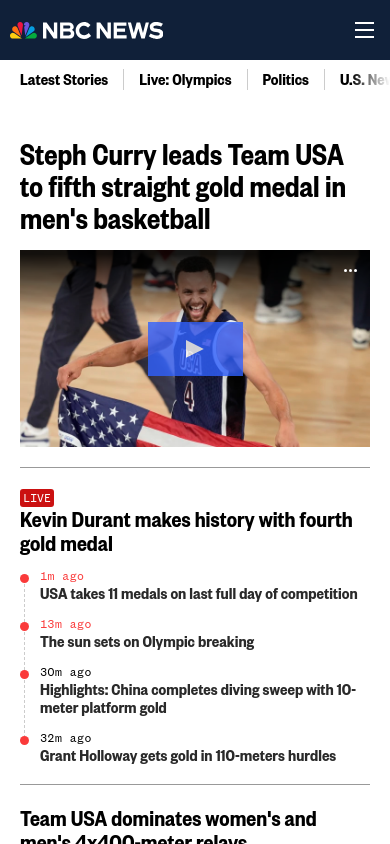 NBC NEWS
Latest Stories
Live: Olympics
Politics
U.S. New
Steph Curry leads Team USA
to fifth straight gold medal in
men's basketball
USA
4
LIVE
Kevin Durant makes history with fourth
gold medal
1m ago
USA takes 11 medals on last full day of competition
13m ago
The sun sets on Olympic breaking
30m ago
Highlights: China completes diving sweep with 10-
meter platform gold
32m ago
Grant Holloway gets gold in 110-meters hurdles
Team USA dominates women's and
men's 4x400-meter relays